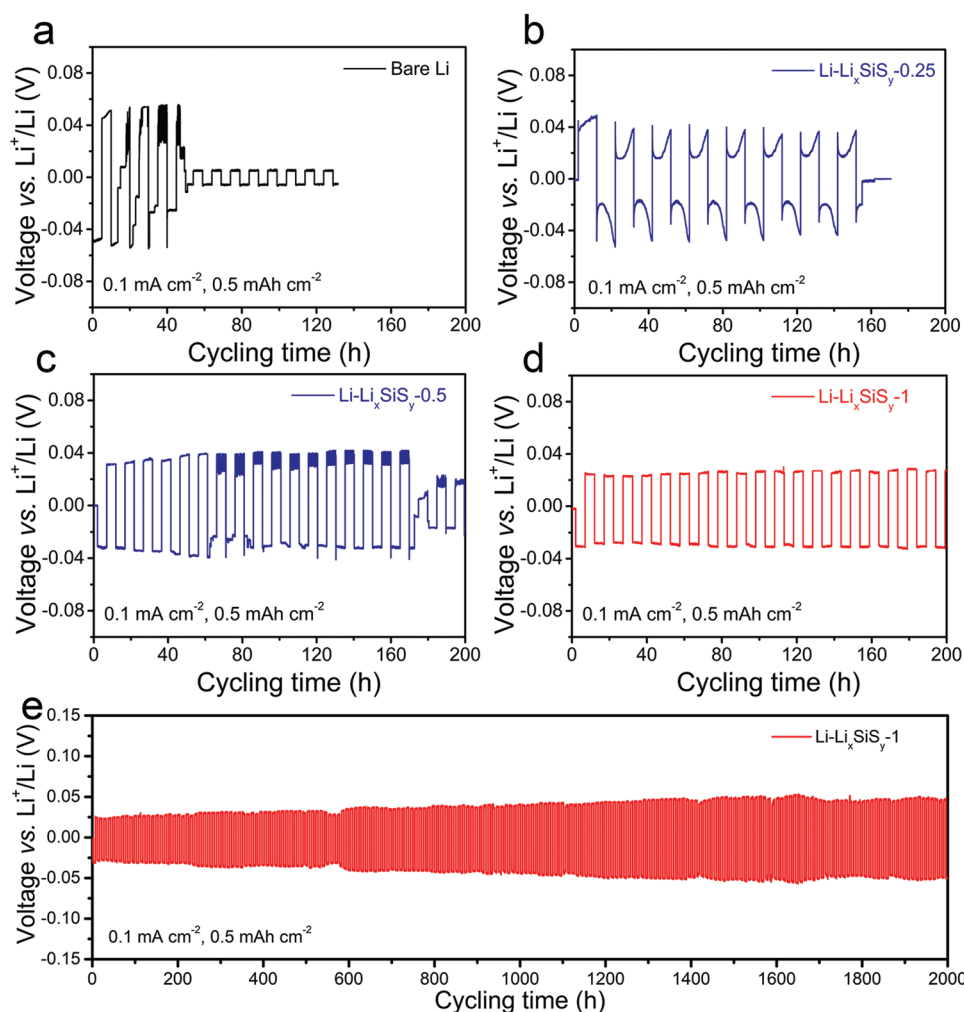 a
Bare Li
Voltage vs. Li⁺/Li (V)
0.08
0.04
0.00
-0.04
-0.08
0.1 mA cm⁻², 0.5 mAh cm⁻²
0 40 80 120 160 200
Cycling time (h)
b
Li-LiₓSiSᵧ-0.25
Voltage vs. Li⁺/Li (V)
0.08
0.04
0.00
-0.04
-0.08
0.1 mA cm⁻², 0.5 mAh cm⁻²
0 40 80 120 160 200
Cycling time (h)
c
Li-LiₓSiSᵧ-0.5
Voltage vs. Li⁺/Li (V)
0.08
0.04
0.00
-0.04
-0.08
0.1 mA cm⁻², 0.5 mAh cm⁻²
0 40 80 120 160 200
Cycling time (h)
d
Li-LiₓSiSᵧ-1
Voltage vs. Li⁺/Li (V)
0.08
0.04
0.00
-0.04
-0.08
0.1 mA cm⁻², 0.5 mAh cm⁻²
0 40 80 120 160 200
Cycling time (h)
e
Li-LiₓSiSᵧ-1
Voltage vs. Li⁺/Li (V)
0.15
0.10
0.05
0.00
-0.05
-0.10
-0.15
0.1 mA cm⁻², 0.5 mAh cm⁻²
0 200 400 600 800 1000 1200 1400 1600 1800 2000
Cycling time (h)